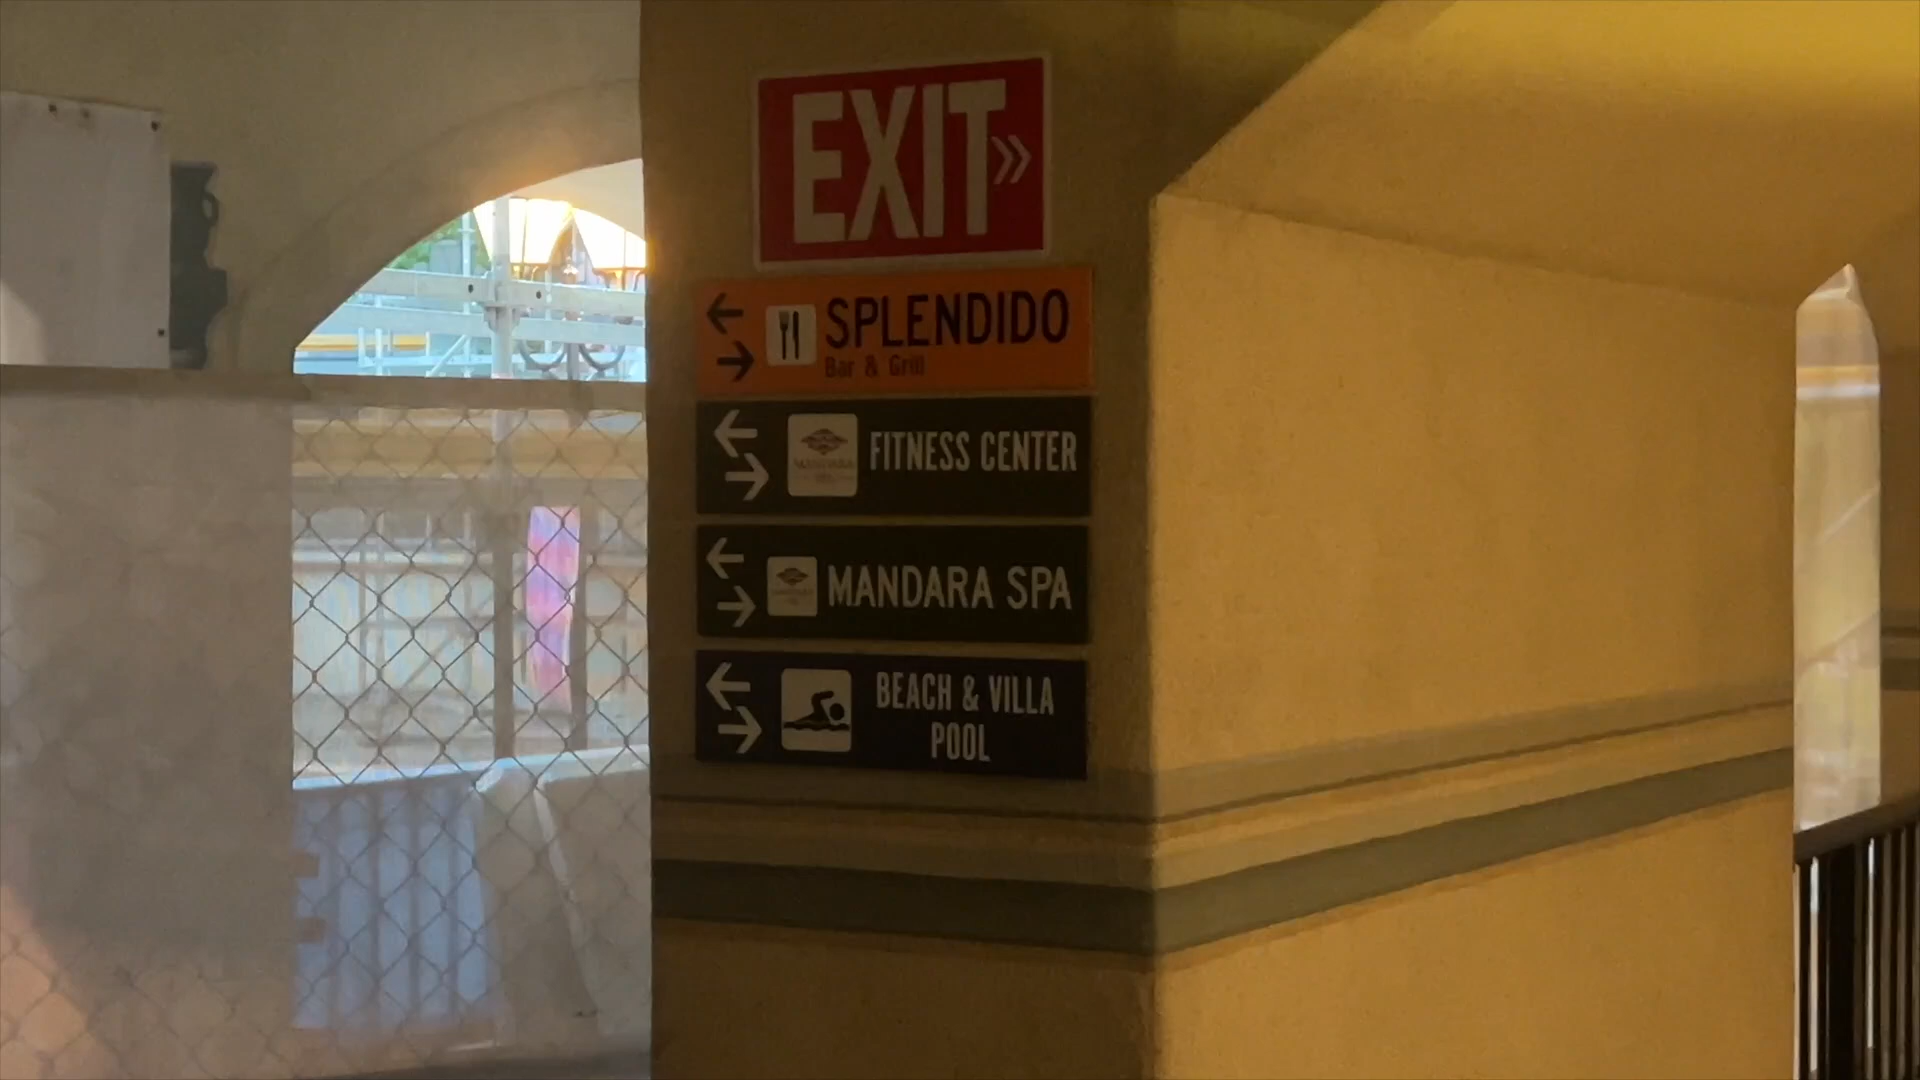 EXIT »
SPLENDIDO
Bar & Grill
FITNESS CENTER
MANDARA SPA
BEACH & VILLA
POOL